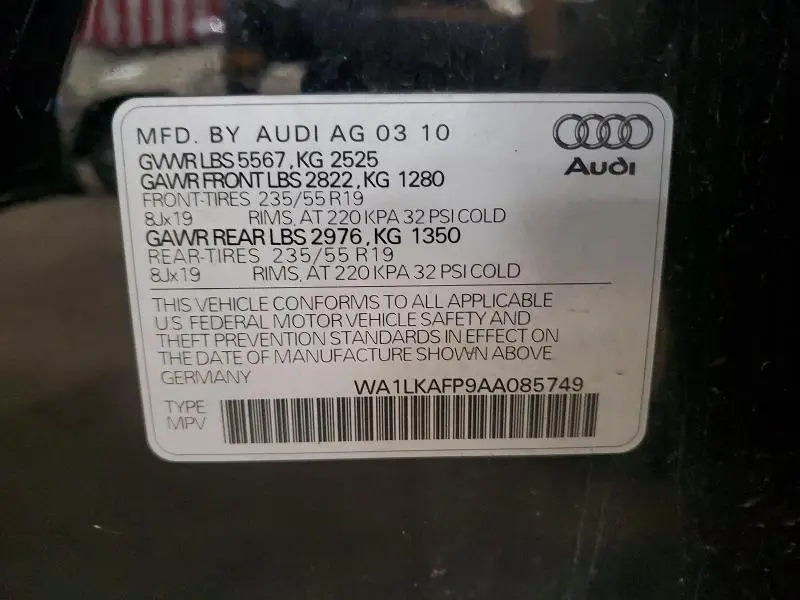 MFD. BY AUDI AG 03 10
Audi
GVWR LBS 5567, KG 2525
GAWR FRONT LBS 2822, KG 1280
FRONT-TIRES 235/55 R19
8Jx19 RIMS, AT 220 KPA 32 PSI COLD
GAWR REAR LBS 2976, KG 1350
REAR-TIRES 235/55 R19
8Jx19 RIMS, AT 220 KPA 32 PSI COLD
THIS VEHICLE CONFORMS TO ALL APPLICABLE
U.S. FEDERAL MOTOR VEHICLE SAFETY AND
THEFT PREVENTION STANDARDS IN EFFECT ON
THE DATE OF MANUFACTURE SHOWN ABOVE
GERMANY
WA1LKAFP9AA085749
TYPE
MPV